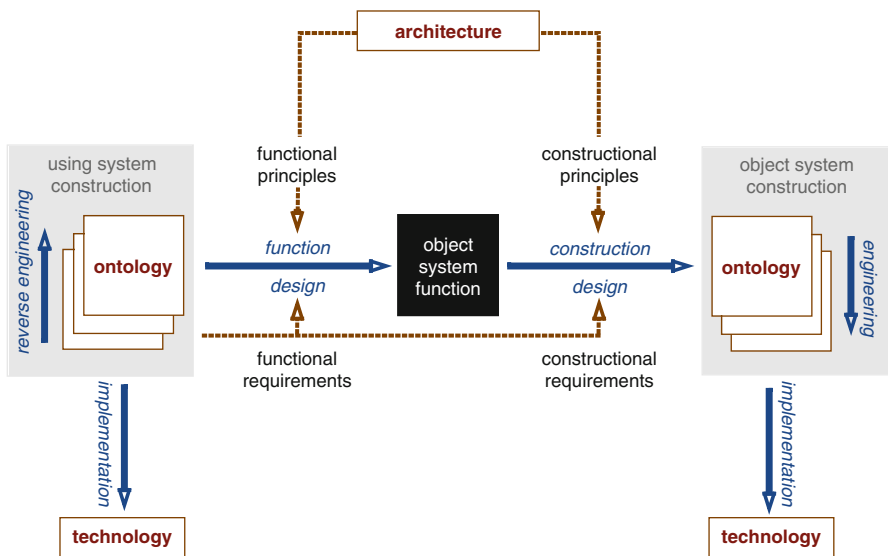 architecture
using system
construction
functional
principles
constructional
principles
object system
construction
reverse engineering
ontology
function
design
object
system
function
construction
design
ontology
engineering
functional
requirements
constructional
requirements
implementation
implementation
technology
technology